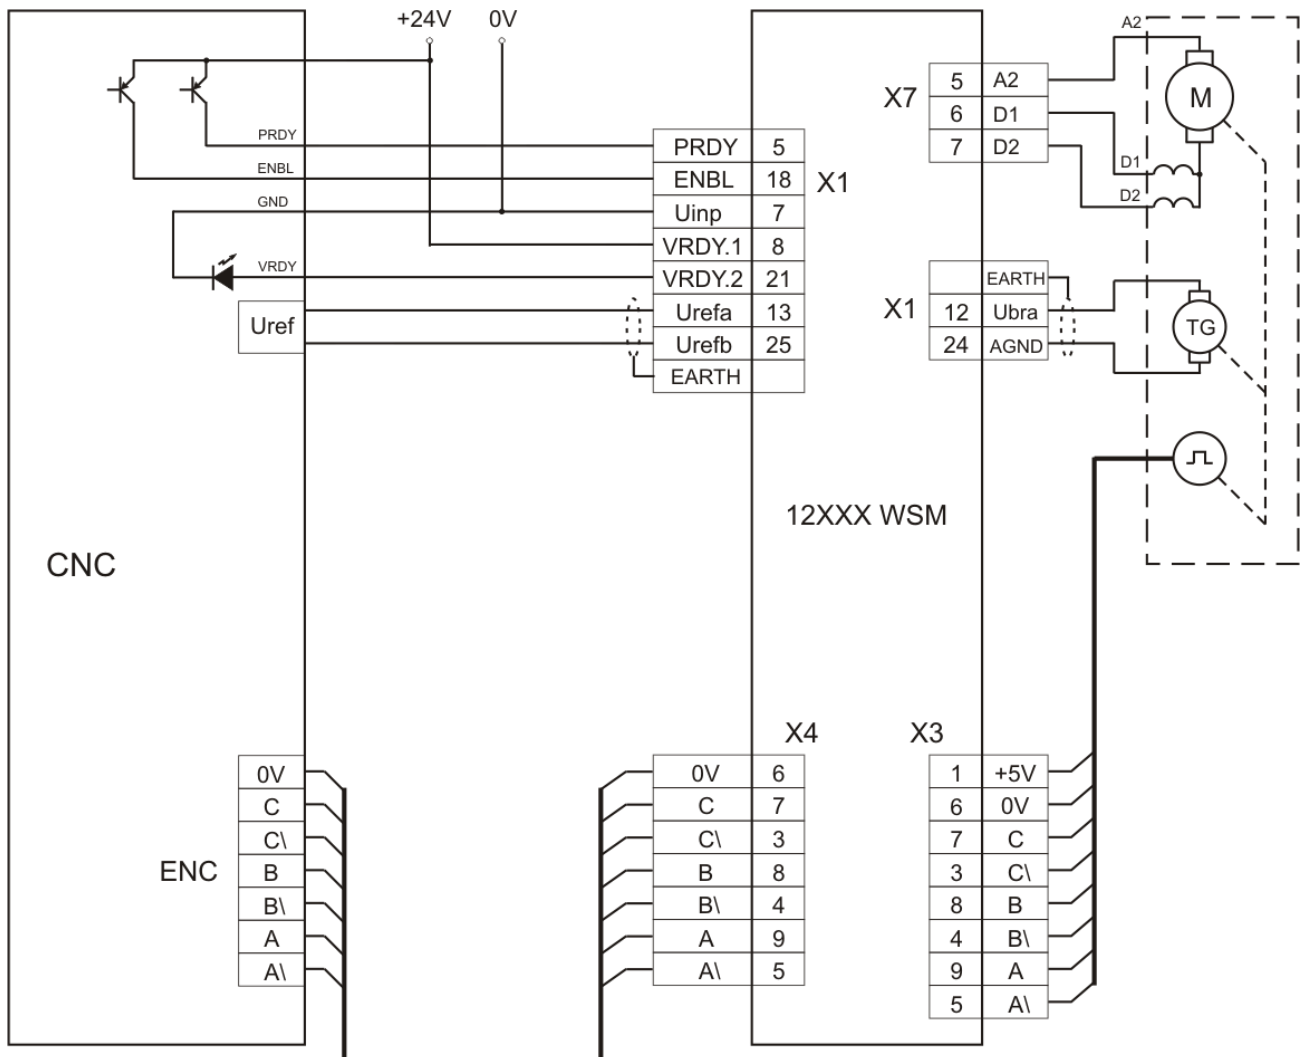 +24V 0V
A2
X7
5 A2
6 D1
7 D2
M
D1
D2
PRDY
ENBL
GND
VRDY
PRDY 5
ENBL 18
Uinp 7
VRDY.1 8
VRDY.2 21
Urefa 13
Urefb 25
EARTH
X1
Uref
X1
EARTH
12 Ubra
24 AGND
TG
12XXX WSM
CNC
ENC
0V
C
C\
B
B\
A
A\
X4
0V 6
C 7
C\ 3
B 8
B\ 4
A 9
A\ 5
X3
1 +5V
6 0V
7 C
3 C\
8 B
4 B\
9 A
5 A\